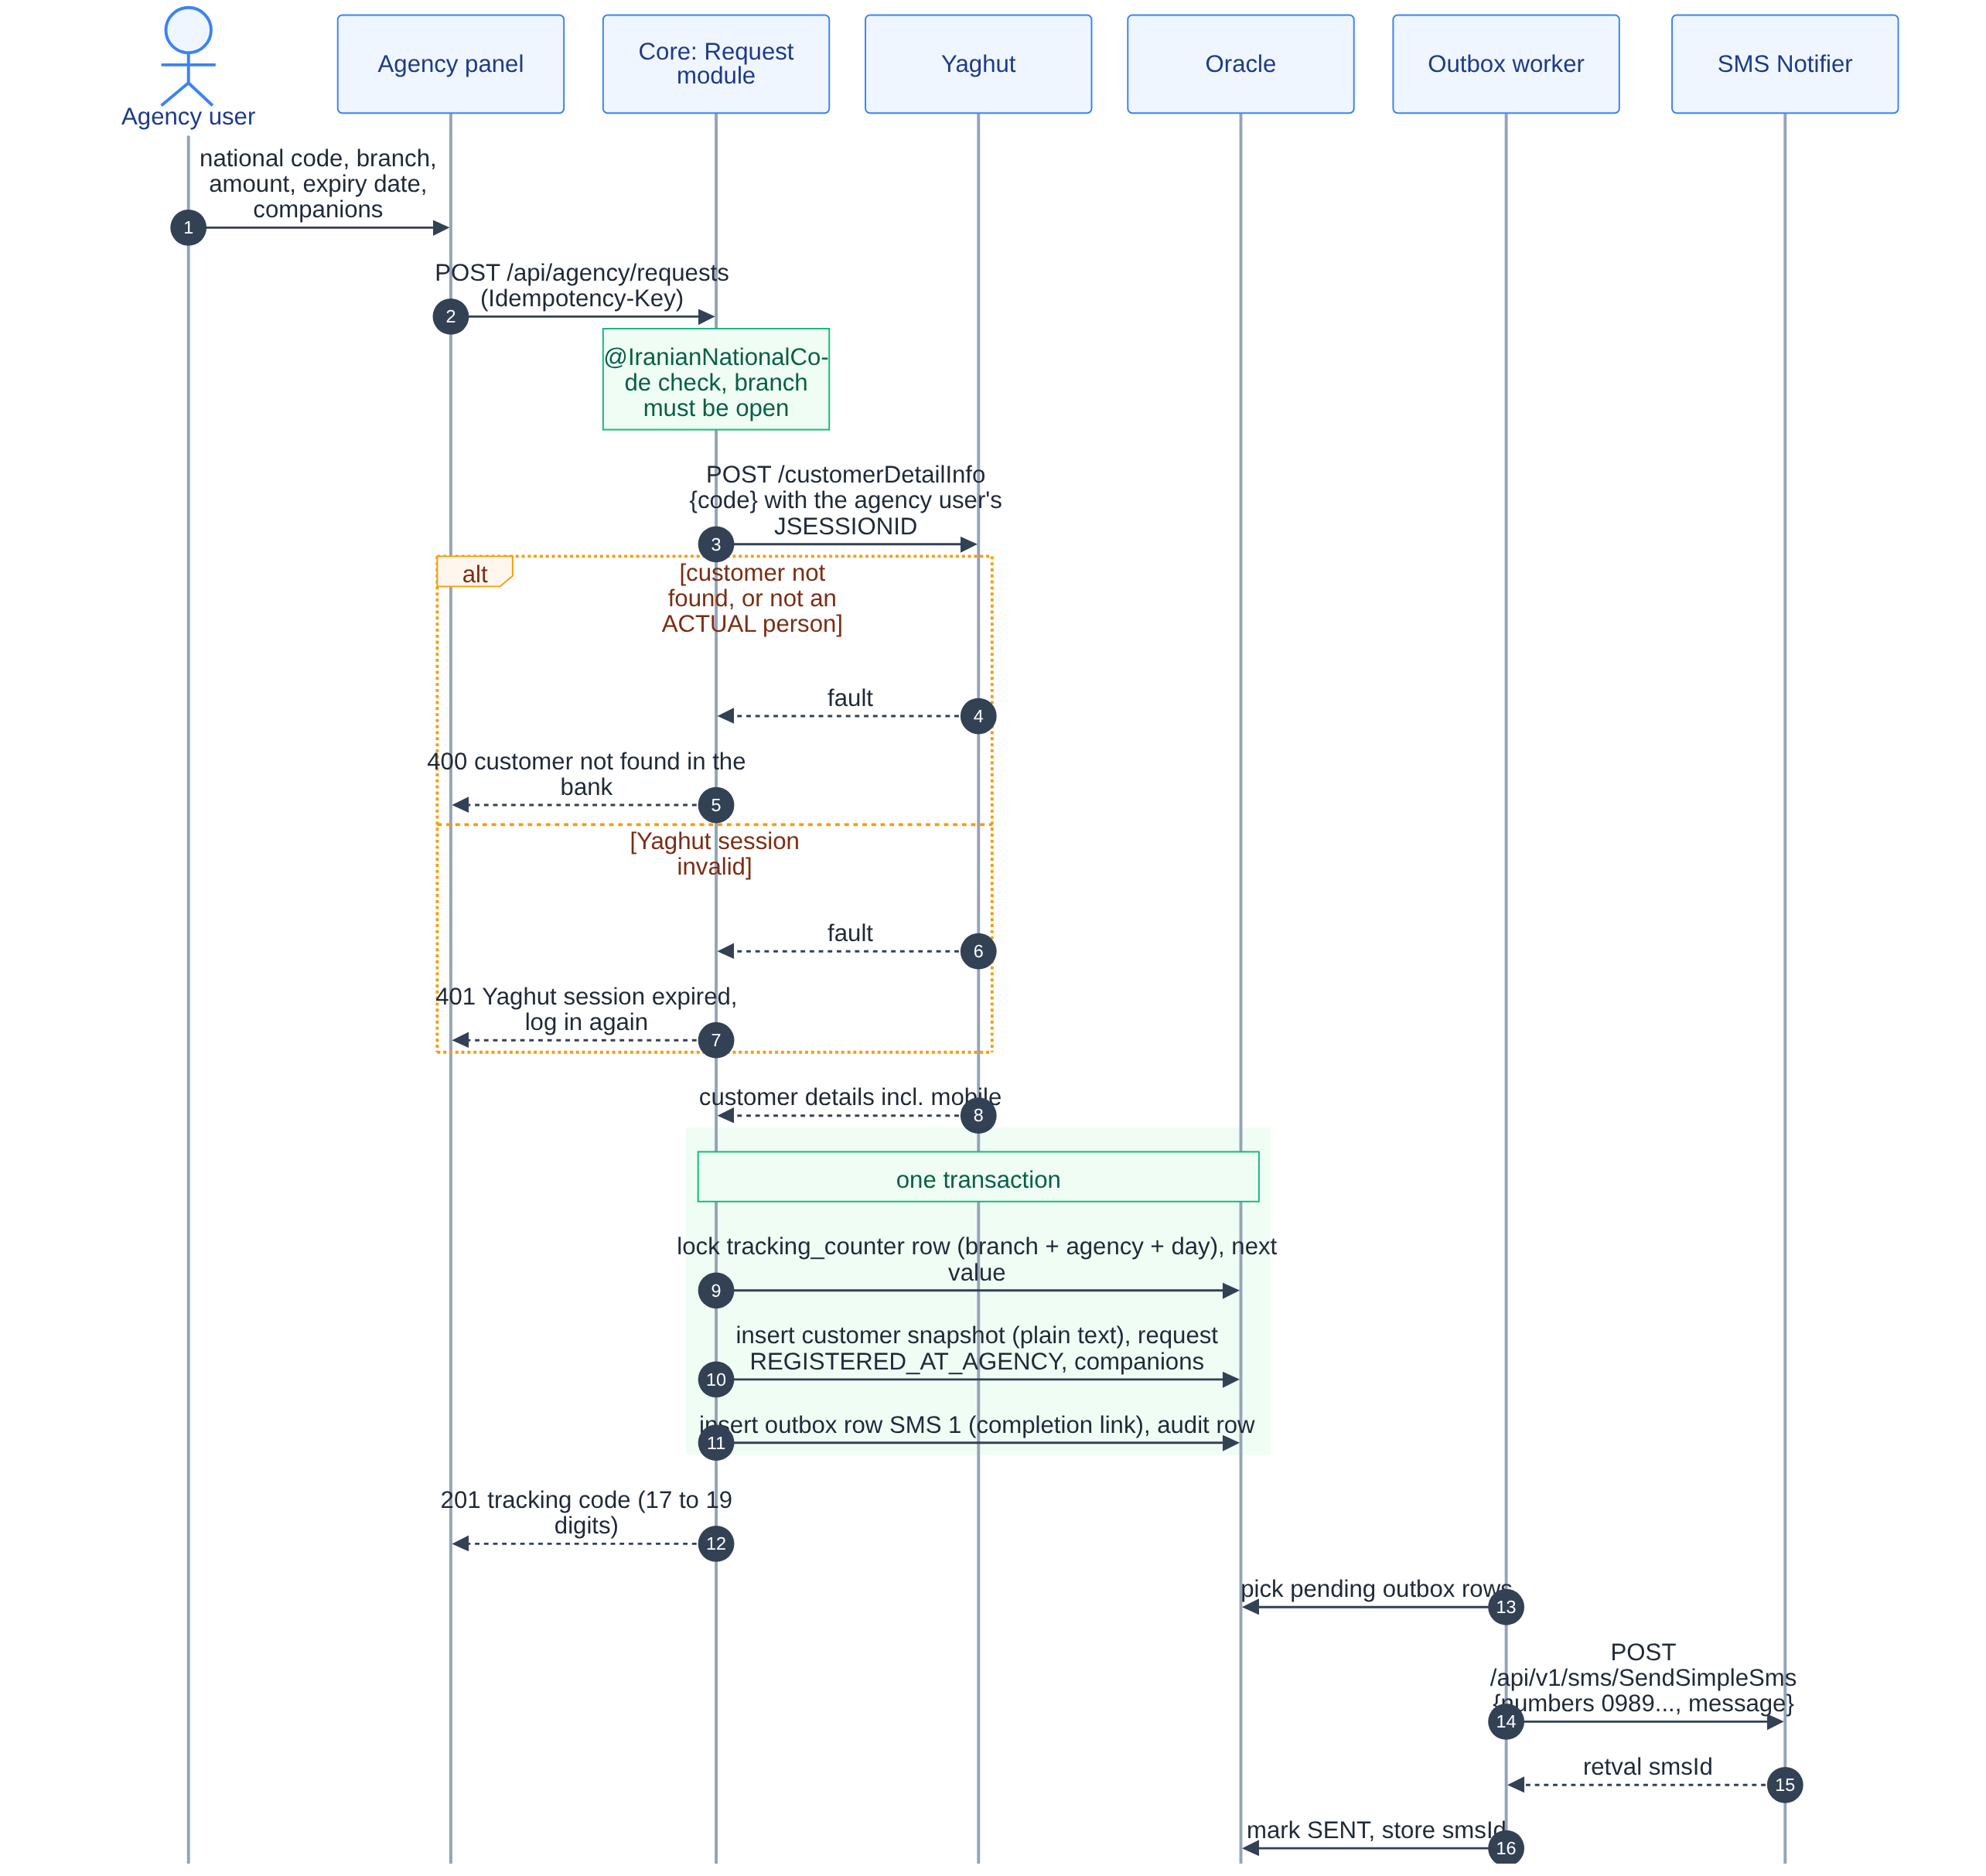 Agency user
Agency panel
Core: Request
module
Yaghut
Oracle
Outbox worker
SMS Notifier
national code, branch,
amount, expiry date,
companions
1
POST /api/agency/requests
(Idempotency-Key)
2
@IranianNationalCo-
de check, branch
must be open
POST /customerDetailInfo
{code} with the agency user's
JSESSIONID
3
alt
[customer not
found, or not an
ACTUAL person]
fault
4
400 customer not found in the
bank
5
[Yaghut session
invalid]
fault
6
401 Yaghut session expired,
log in again
7
customer details incl. mobile
8
one transaction
lock tracking_counter row (branch + agency + day), next
value
9
insert customer snapshot (plain text), request
REGISTERED_AT_AGENCY, companions
10
insert outbox row SMS 1 (completion link), audit row
11
201 tracking code (17 to 19
digits)
12
pick pending outbox rows
13
POST
/api/v1/sms/SendSimpleSms
{numbers 0989..., message}
14
retval smsId
15
mark SENT, store smsId
16